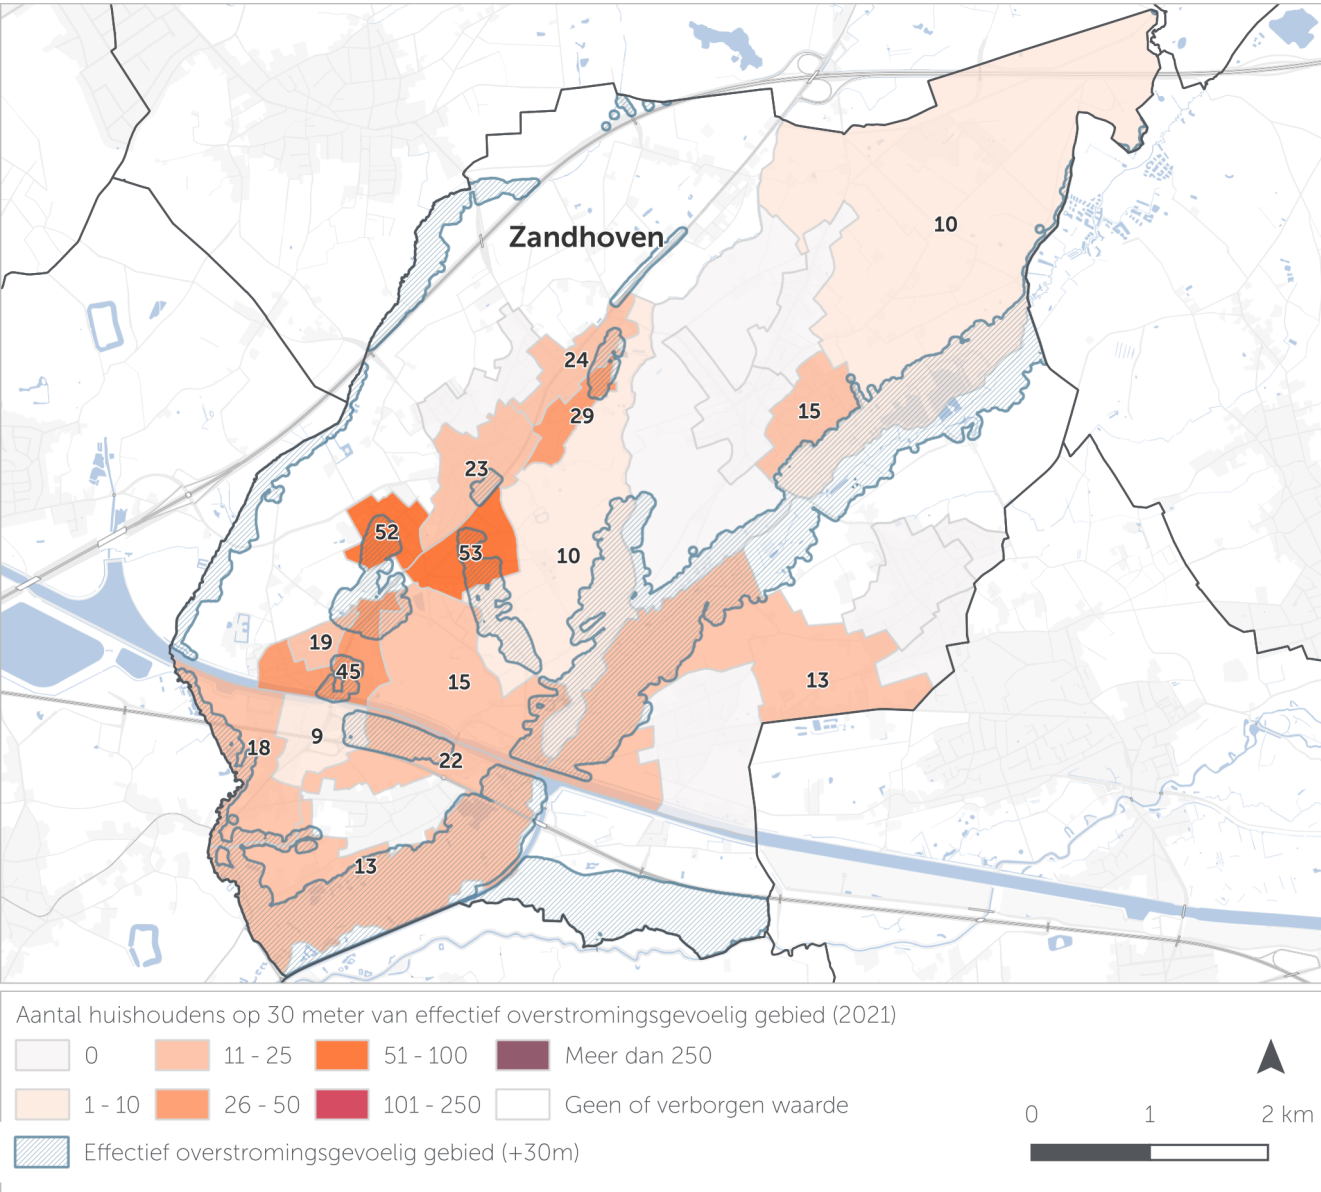 Zandhoven
10
24
15
29
23
52
53
10
19
45
15
13
9
18
22
13
Aantal huishoudens op 30 meter van effectief overstromingsgevoelig gebied (2021)
0
11 - 25
51 - 100
Meer dan 250
1 - 10
26 - 50
101 - 250
Geen of verborgen waarde
Effectief overstromingsgevoelig gebied (+30m)
0 1 2 km